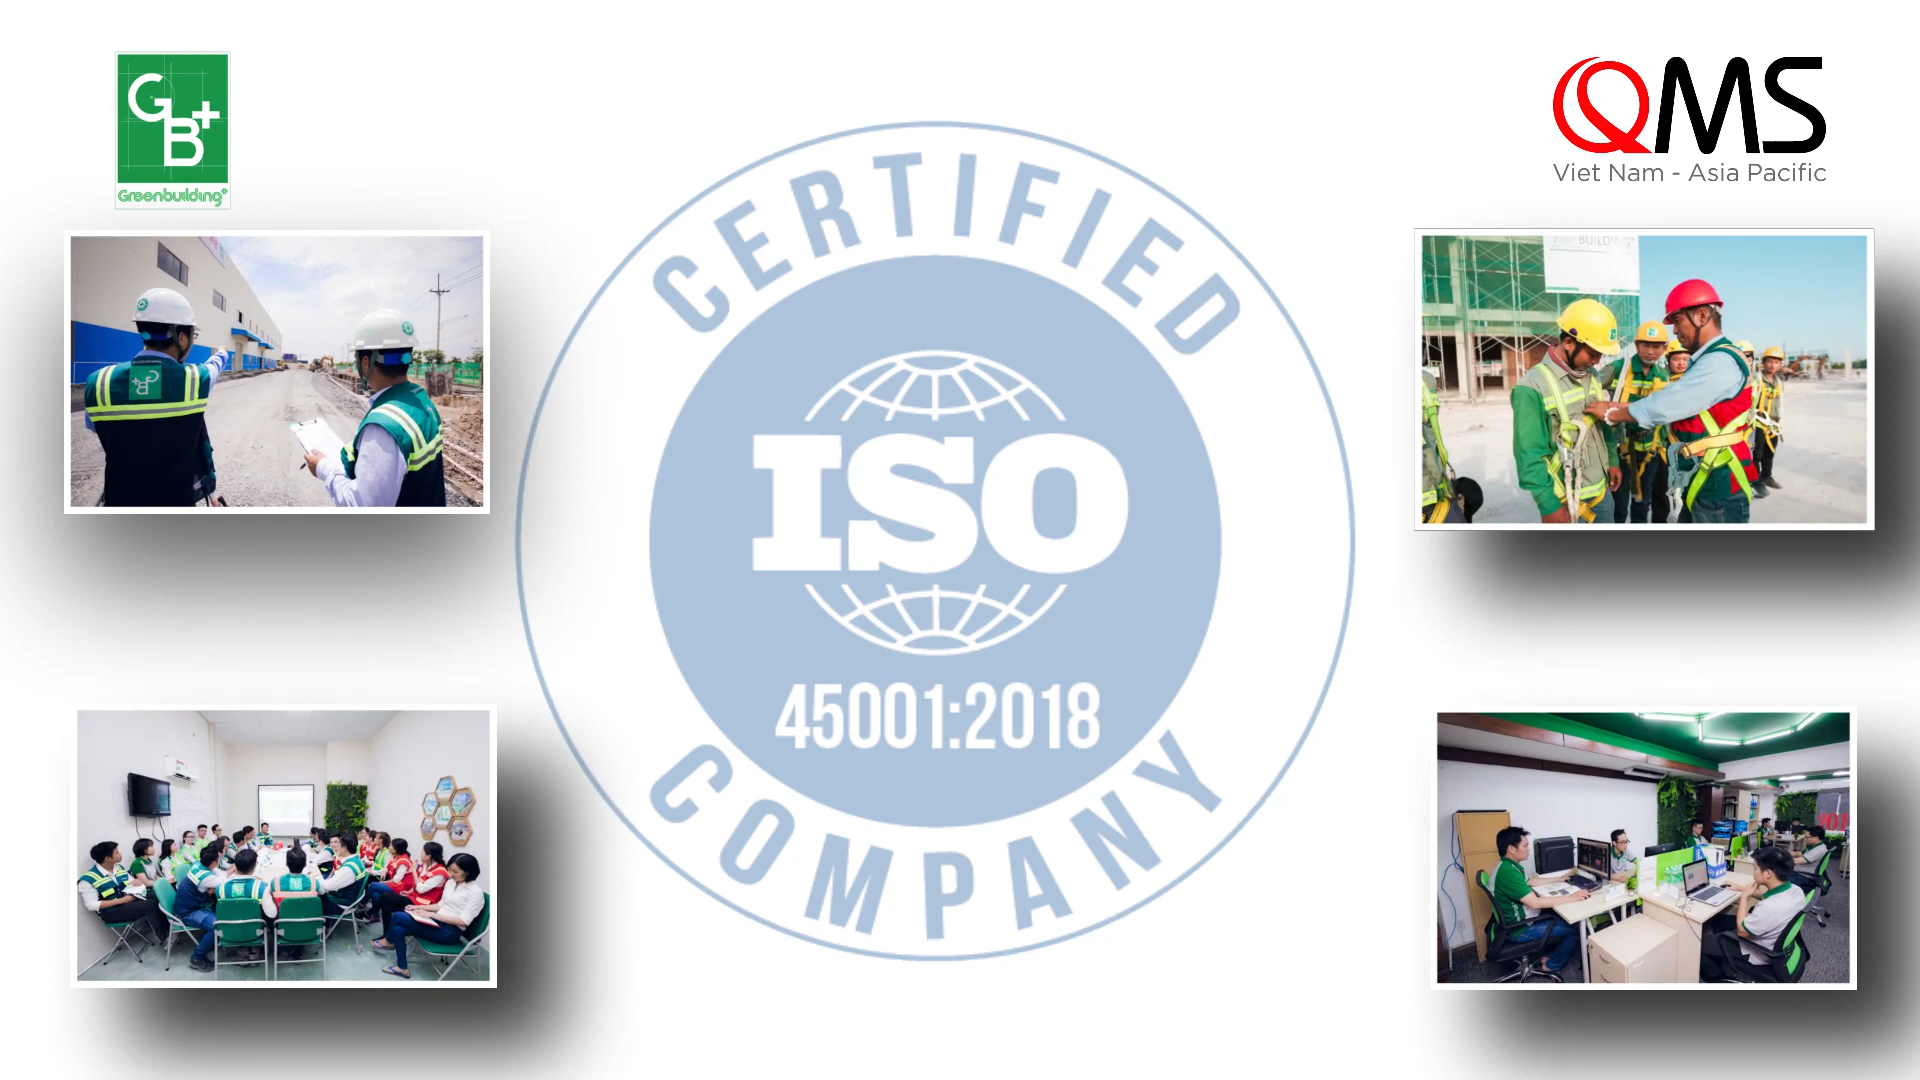 GB+
Greenbuilding+
QMS
Viet Nam - Asia Pacific
CERTIFIED
ISO
45001:2018
COMPANY
BUILDING+